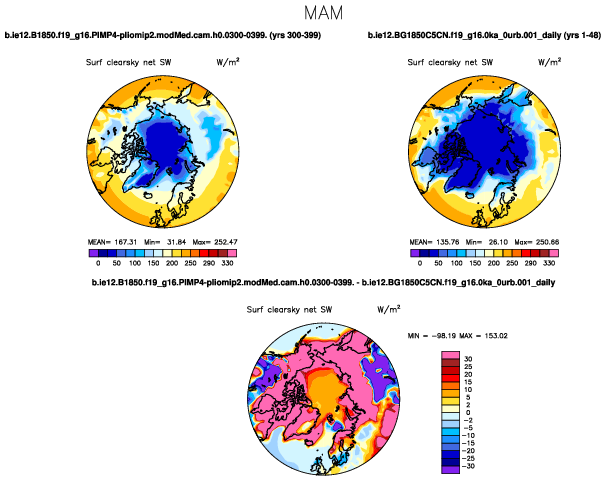 MAM
b.ie12.B1850.f19_g16.PIMP4-pliomip2.modMed.cam.h0.0300-0399. (yrs 300-399)
b.ie12.BG1850C5CN.f19_g16.0ka_0urb.001_daily (yrs 1-48)
Surf clearsky net SW W/m²
Surf clearsky net SW W/m²
MEAN= 167.31 Min= 31.84 Max= 252.47
MEAN= 135.76 Min= 26.10 Max= 250.66
0 50 100 150 200 250 290 330
0 50 100 150 200 250 290 330
b.ie12.B1850.f19_g16.PIMP4-pliomip2.modMed.cam.h0.0300-0399. - b.ie12.BG1850C5CN.f19_g16.0ka_0urb.001_daily
Surf clearsky net SW W/m²
MIN = -98.19 MAX = 153.02
30
25
20
15
10
5
2
0
-2
-5
-10
-15
-20
-25
-30